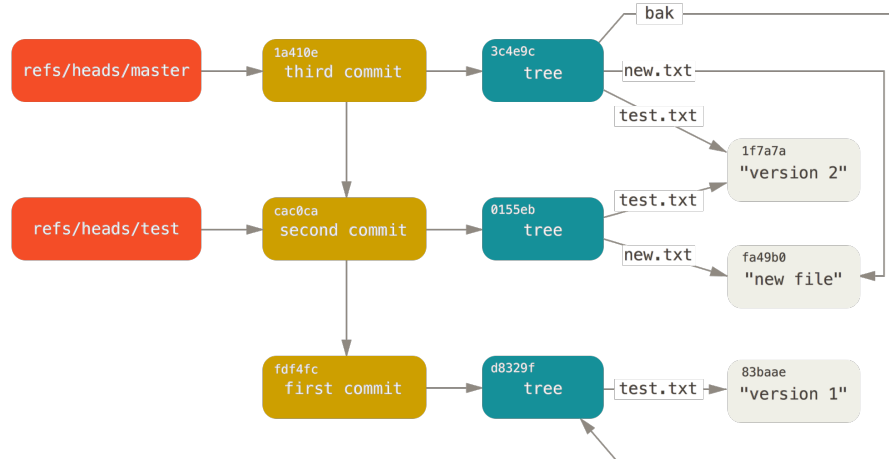 bak
1a410e
3c4e9c
refs/heads/master
third commit
tree
new.txt
test.txt
1f7a7a
"version 2"
cac0ca
0155eb
test.txt
refs/heads/test
second commit
tree
new.txt
fa49b0
"new file"
fdf4fc
d8329f
83baae
first commit
tree
test.txt
"version 1"